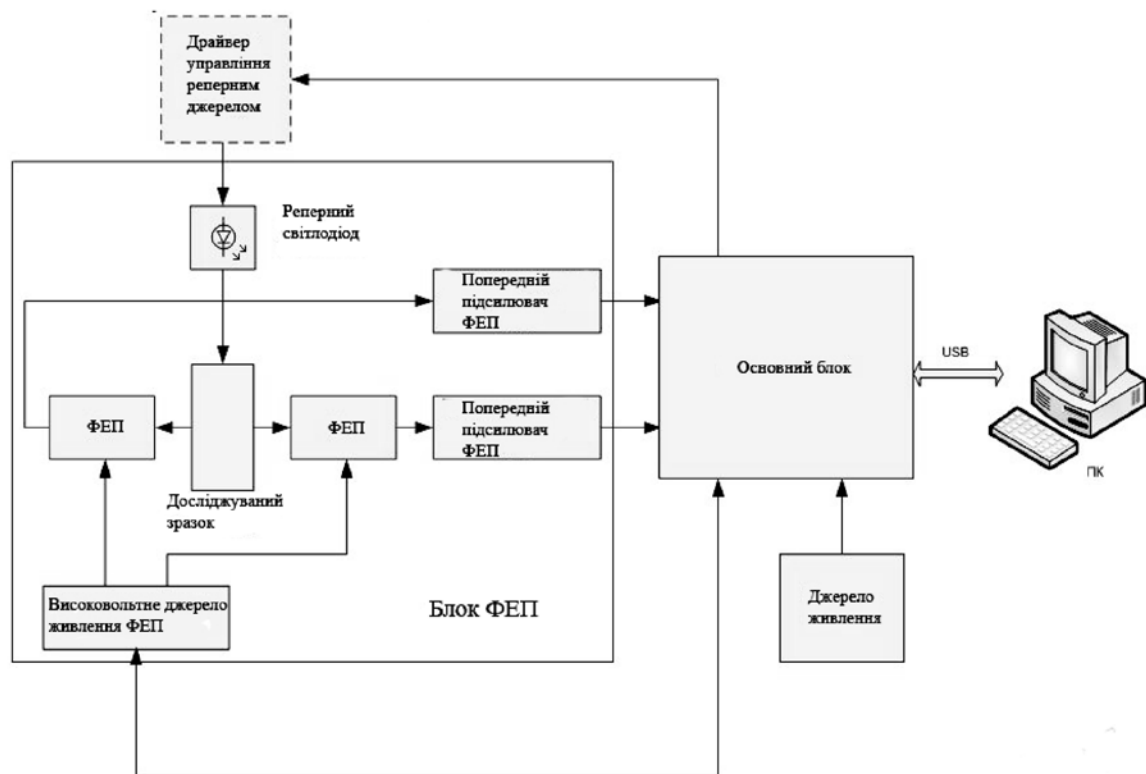 Драйвер
управління
реперним
джерелом
Реперний
світлодіод
Попередній
підсилювач
ФЕП
Основний блок
USB
ПК
ФЕП
ФЕП
Попередній
підсилювач
ФЕП
Досліджуваний
зразок
Високовольтне джерело
живлення ФЕП
Блок ФЕП
Джерело
живлення